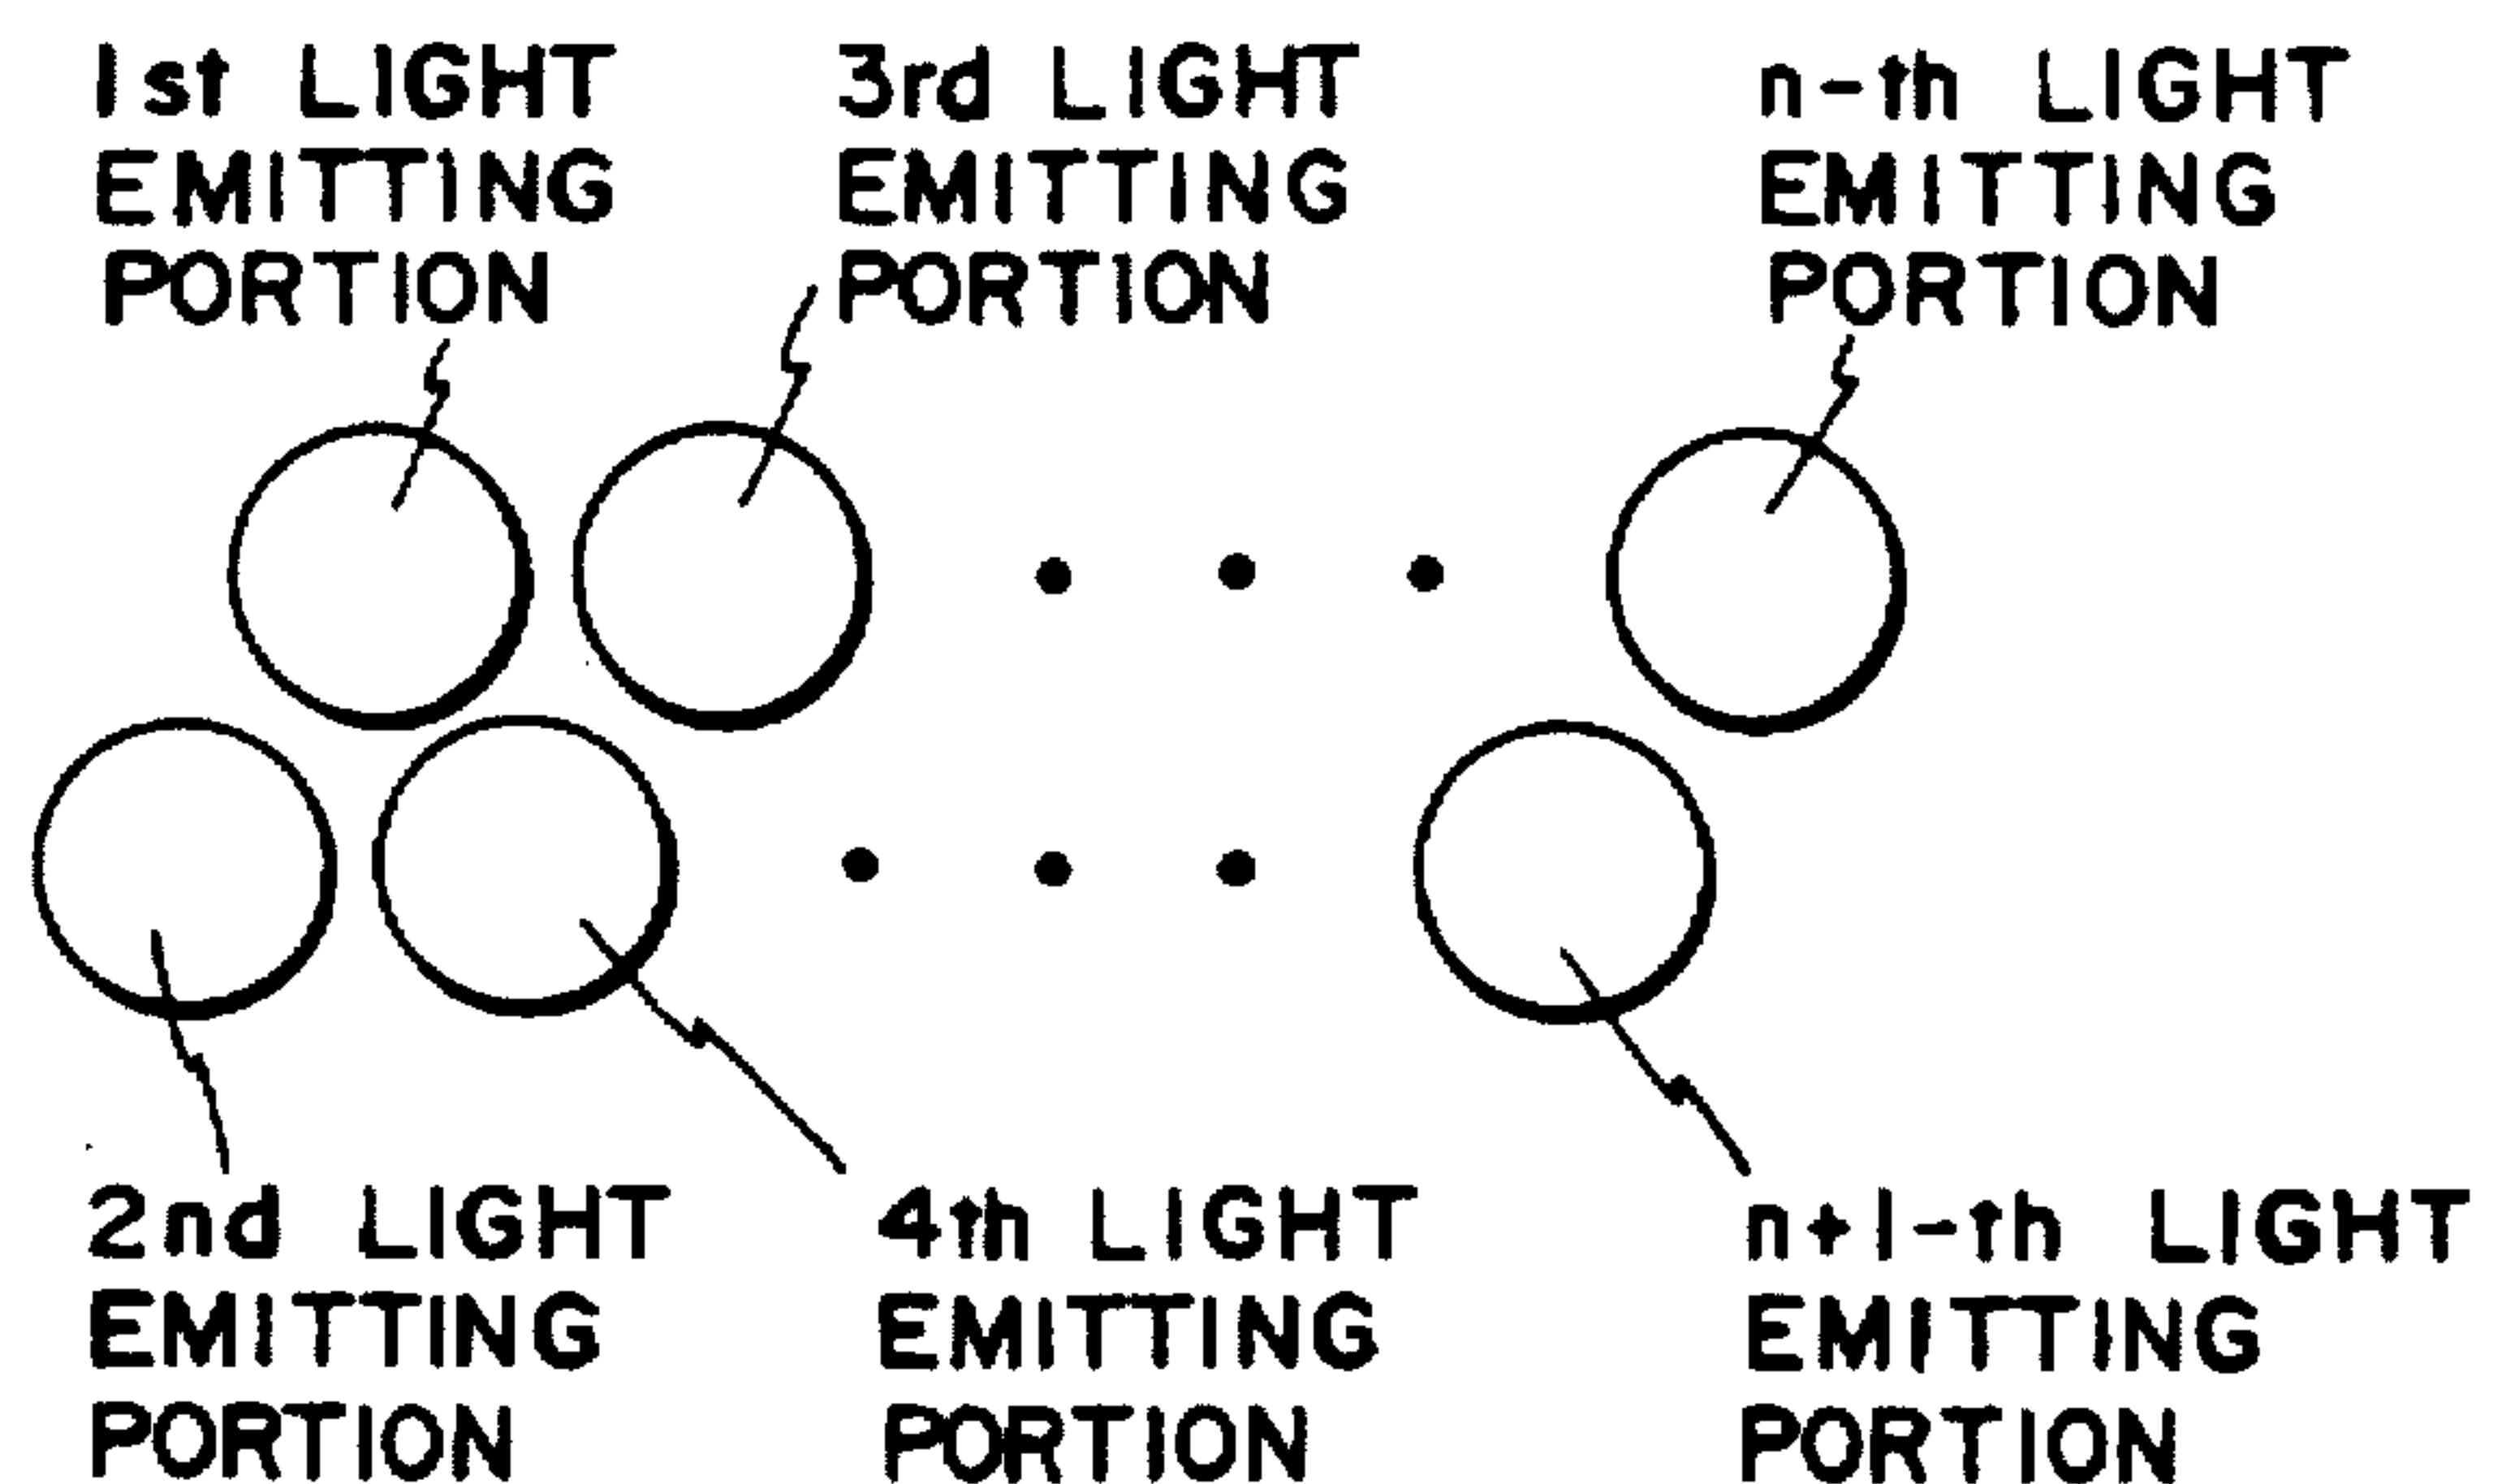 1st LIGHT
EMITTING
PORTION
3rd LIGHT
EMITTING
PORTION
n-th LIGHT
EMITTING
PORTION
2nd LIGHT
EMITTING
PORTION
4th LIGHT
EMITTING
PORTION
n+1-th LIGHT
EMITTING
PORTION